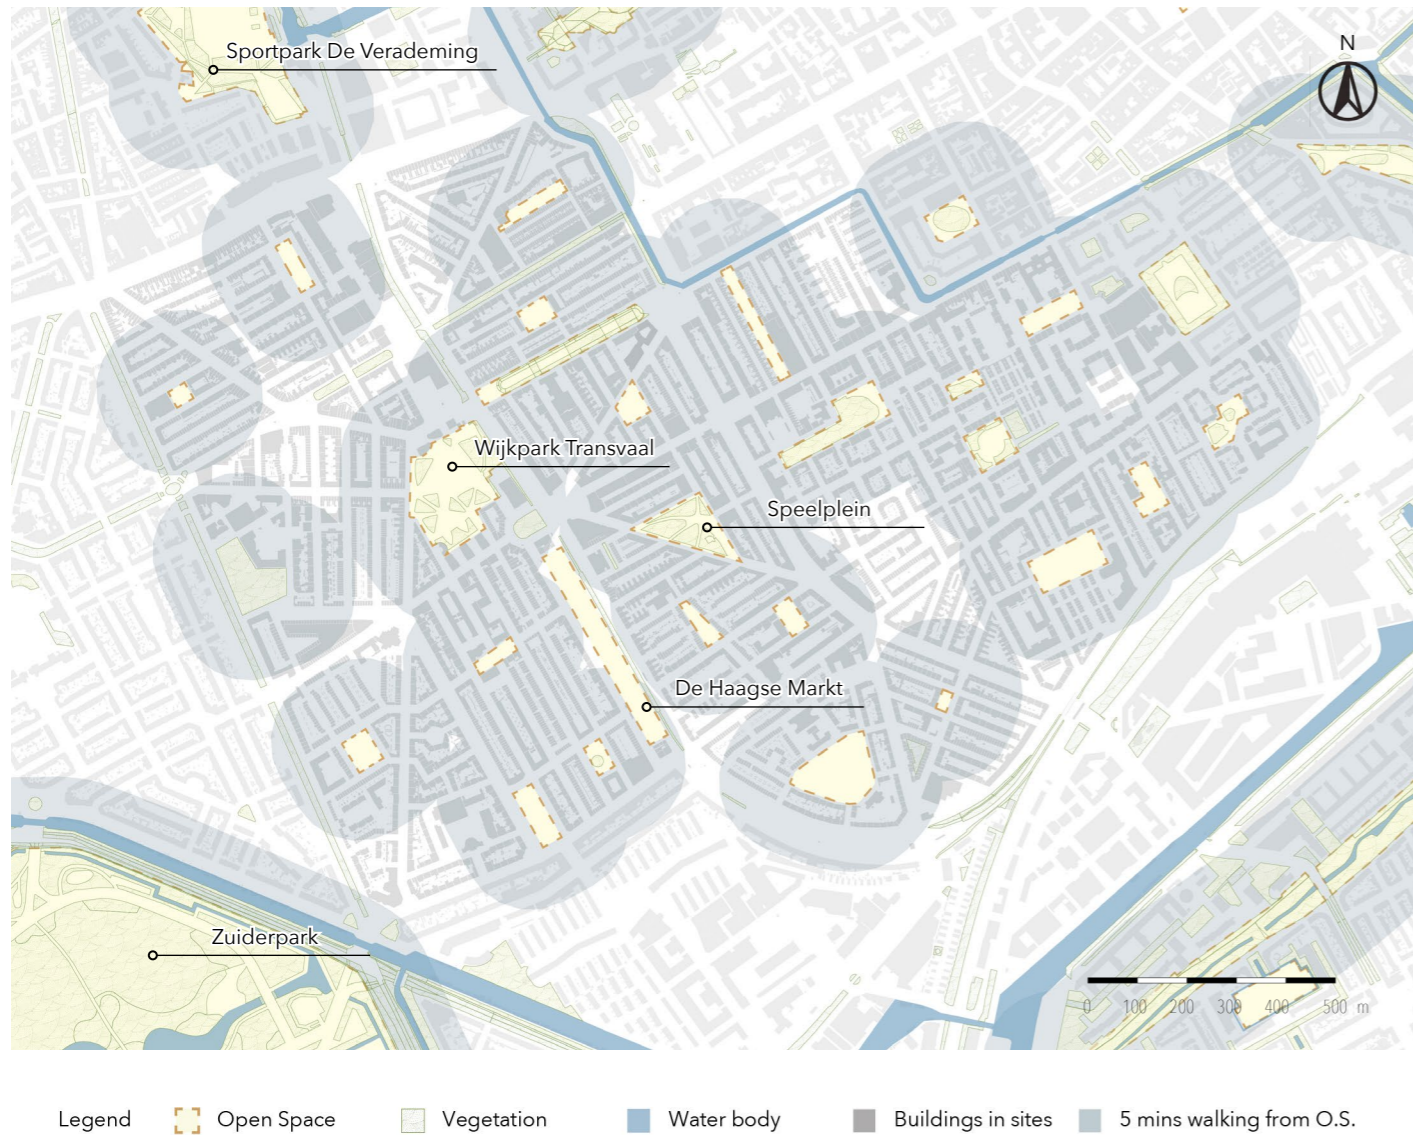 Sportpark De Verademing
N
Wijkpark Transvaal
Speelplein
De Haagse Markt
Zuiderpark
0 100 200 300 400 500 m
Legend Open Space Vegetation Water body Buildings in sites 5 mins walking from O.S.